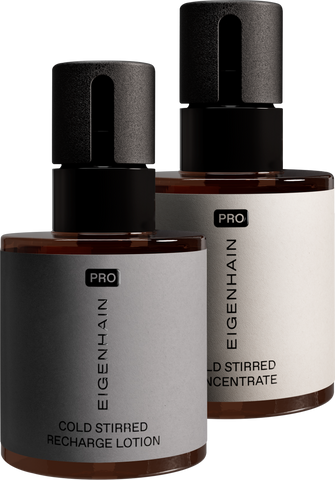 PRO
EIGENHAIN
COLD STIRRED
RECHARGE LOTION
PRO
EIGENHAIN
LD STIRRED
NCENTRATE